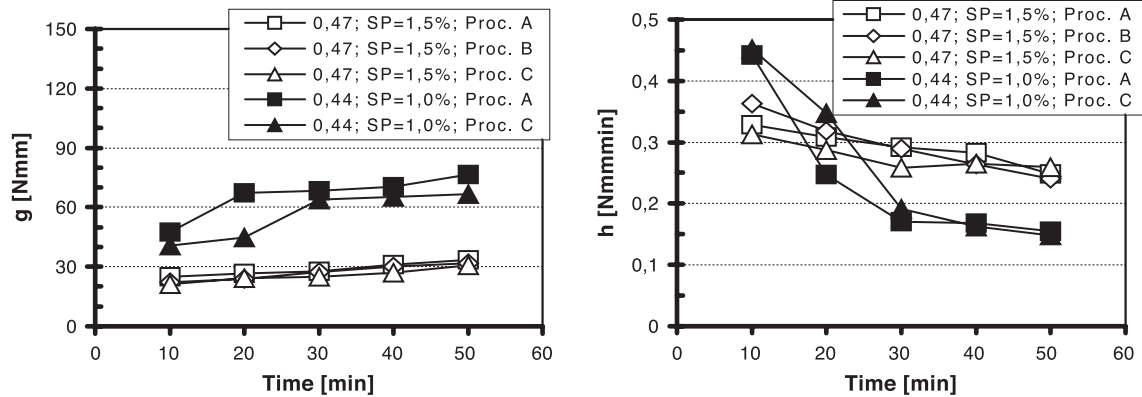 0,47; SP=1,5%; Proc. A
0,47; SP=1,5%; Proc. B
0,47; SP=1,5%; Proc. C
0,44; SP=1,0%; Proc. A
0,44; SP=1,0%; Proc. C
150
120
90
60
30
0
g [Nmm]
0
10
20
30
40
50
60
Time [min]
0,47; SP=1,5%; Proc. A
0,47; SP=1,5%; Proc. B
0,47; SP=1,5%; Proc. C
0,44; SP=1,0%; Proc. A
0,44; SP=1,0%; Proc. C
0,5
0,4
0,3
0,2
0,1
0
h [Nmmmin]
0
10
20
30
40
50
60
Time [min]